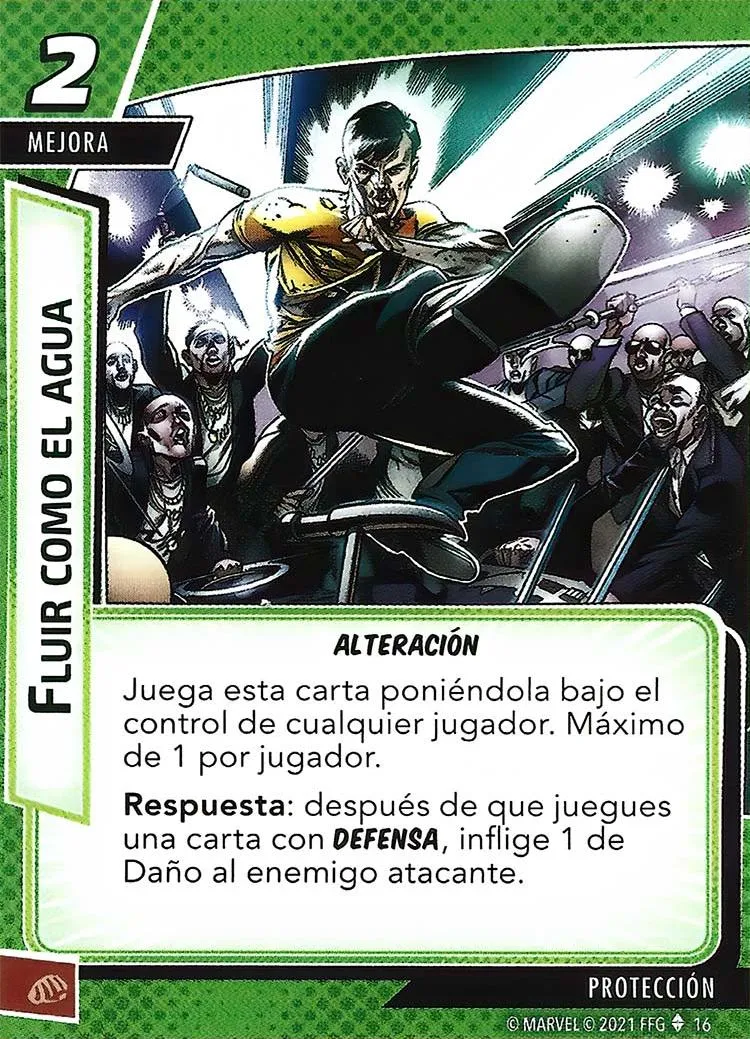 2
MEJORA
FLUIR COMO EL AGUA
ALTERACIÓN
Juega esta carta poniéndola bajo el
control de cualquier jugador. Máximo
de 1 por jugador.
Respuesta: después de que juegues
una carta con DEFENSA, inflige 1 de
Daño al enemigo atacante.
PROTECCIÓN
© MARVEL © 2021 FFG 16